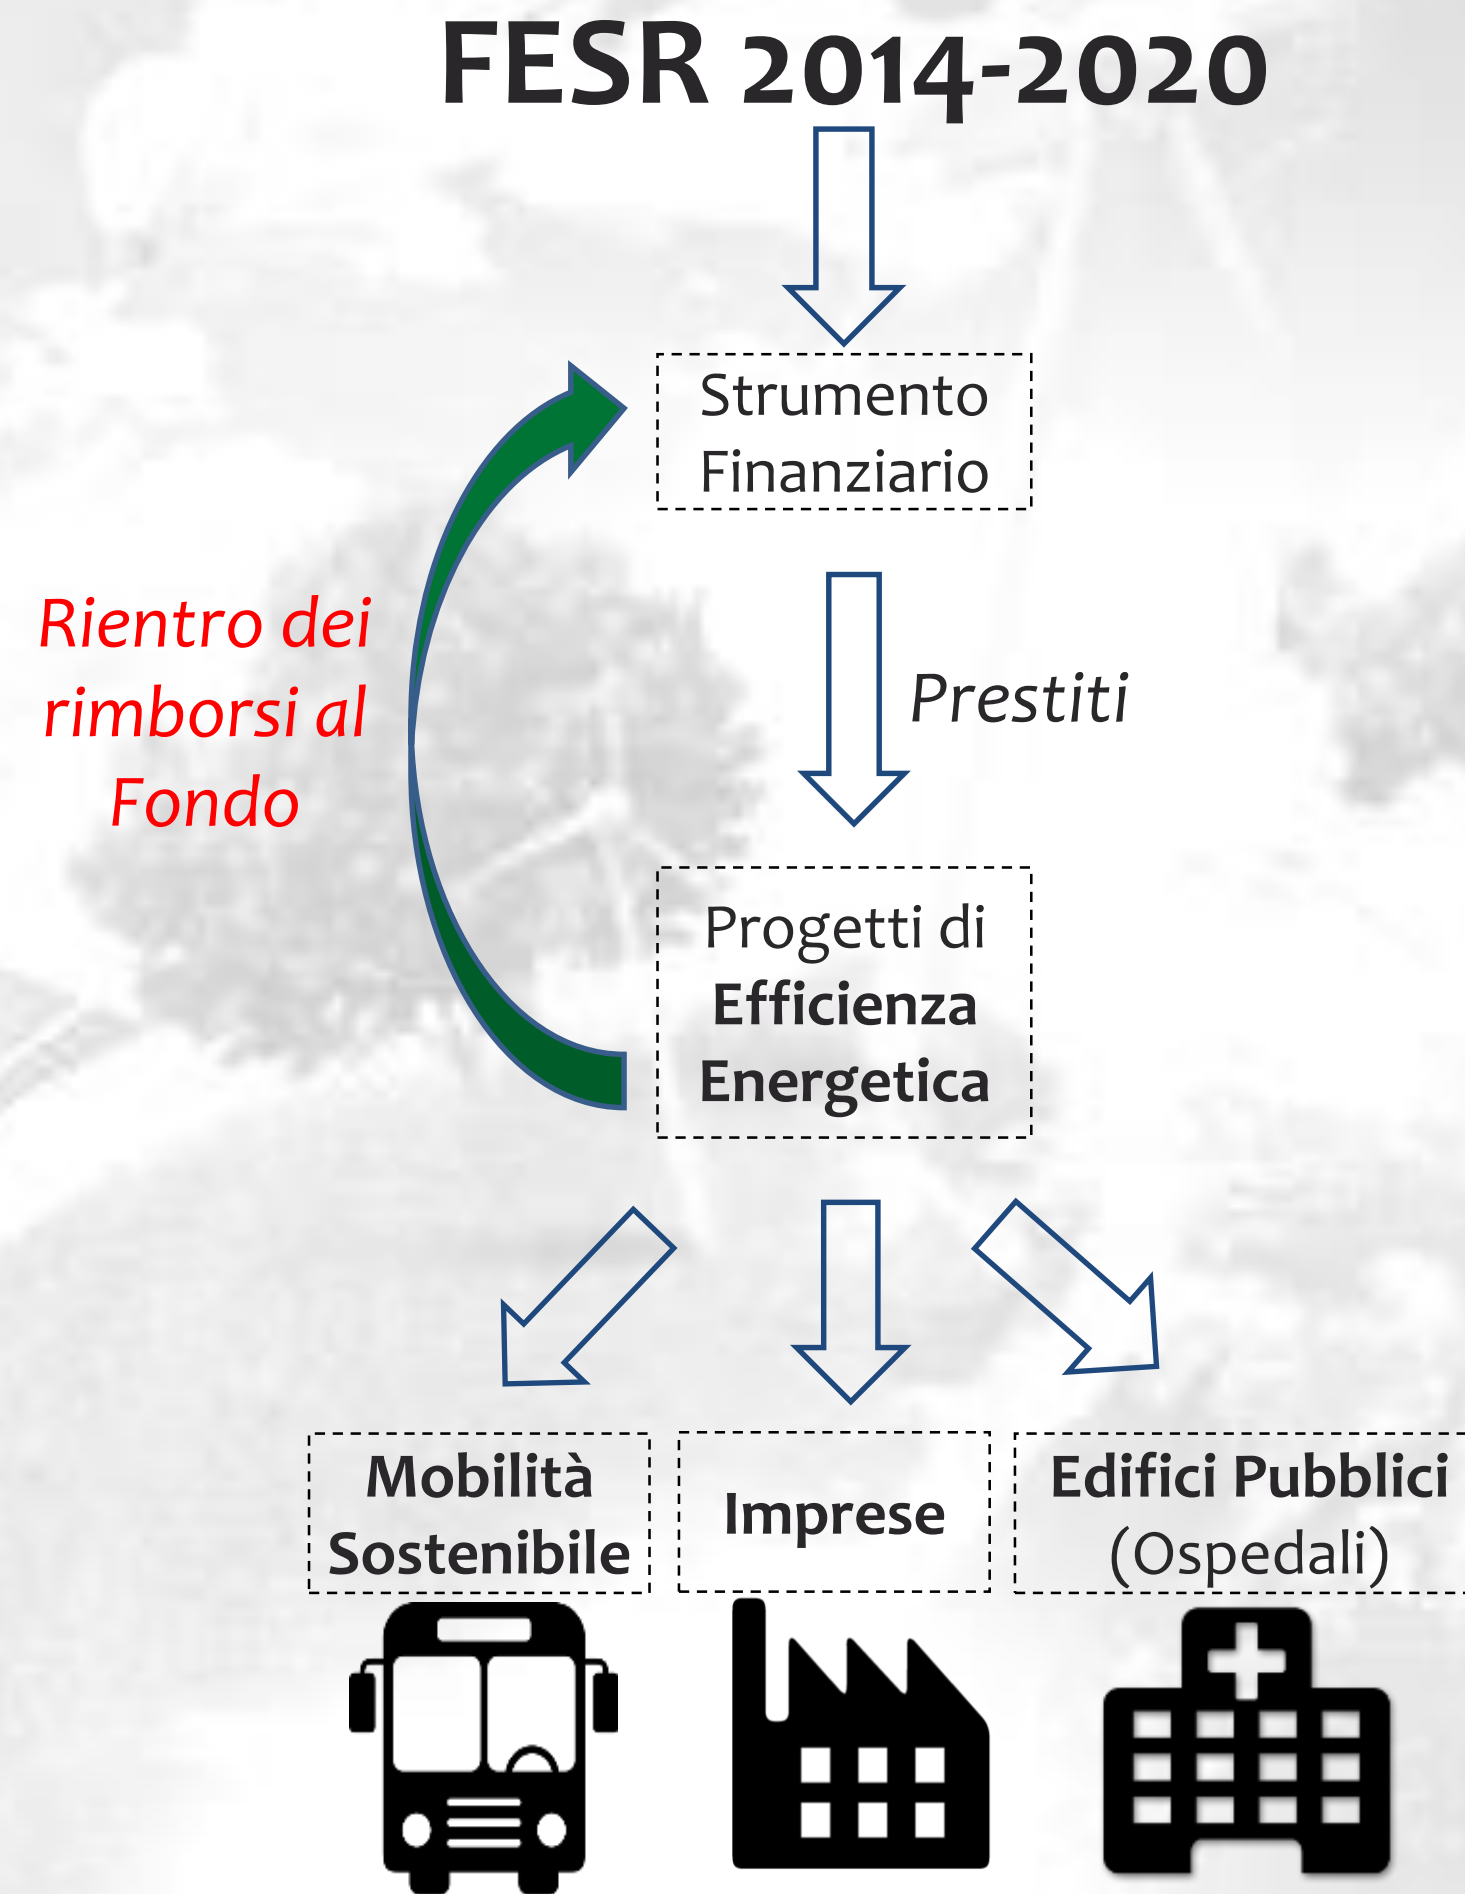 FESR 2014-2020
Strumento
Finanziario
Rientro dei
rimborsi al
Fondo
Prestiti
Progetti di
Efficienza
Energetica
Mobilità
Sostenibile
Imprese
Edifici Pubblici
(Ospedali)